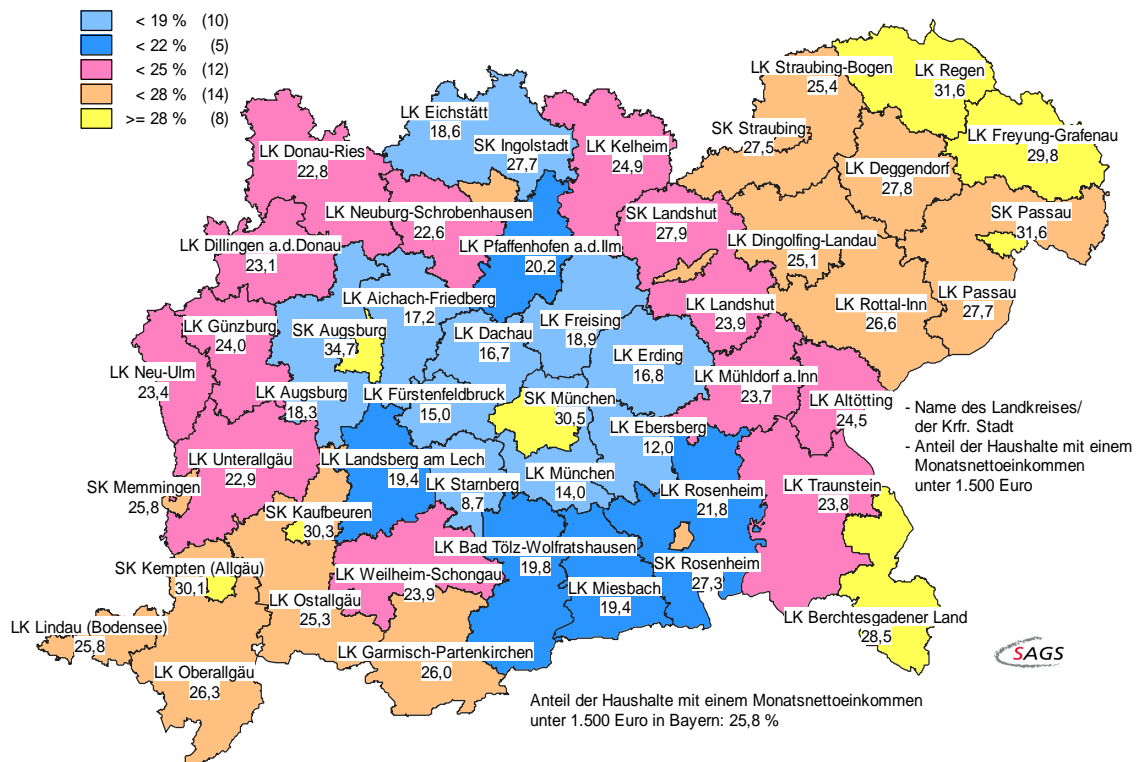 < 19 % (10)
< 22 % (5)
< 25 % (12)
< 28 % (14)
>= 28 % (8)
LK Straubing-Bogen
25,4
LK Regen
31,6
LK Eichstätt
18,6
SK Straubing
27,5
LK Freyung-Grafenau
29,8
LK Donau-Ries
22,8
SK Ingolstadt
27,7
LK Kelheim
24,9
LK Deggendorf
27,8
LK Neuburg-Schrobenhausen
22,6
SK Landshut
27,9
SK Passau
31,6
LK Dillingen a.d.Donau
23,1
LK Pfaffenhofen a.d.Ilm
20,2
LK Dingolfing-Landau
25,1
LK Aichach-Friedberg
17,2
LK Landshut
23,9
LK Rottal-Inn
26,6
LK Passau
27,7
LK Günzburg
24,0
SK Augsburg
34,7
LK Dachau
16,7
LK Freising
18,9
LK Erding
16,8
LK Neu-Ulm
23,4
LK Augsburg
18,3
LK Fürstenfeldbruck
15,0
SK München
30,5
LK Mühldorf a.Inn
23,7
LK Altötting
24,5
- Name des Landkreises/
der Krfr. Stadt
- Anteil der Haushalte mit einem
Monatsnettoeinkommen
unter 1.500 Euro
LK Ebersberg
12,0
LK Unterallgäu
22,9
LK Landsberg am Lech
19,4
LK Starnberg
8,7
LK München
14,0
SK Memmingen
25,8
LK Rosenheim
21,8
LK Traunstein
23,8
SK Kaufbeuren
30,3
LK Bad Tölz-Wolfratshausen
19,8
SK Rosenheim
27,3
SK Kempten (Allgäu)
30,1
LK Weilheim-Schongau
23,9
LK Miesbach
19,4
LK Ostallgäu
25,3
LK Berchtesgadener Land
28,5
LK Lindau (Bodensee)
25,8
LK Garmisch-Partenkirchen
26,0
LK Oberallgäu
26,3
SAGS
Anteil der Haushalte mit einem Monatsnettoeinkommen
unter 1.500 Euro in Bayern: 25,8 %